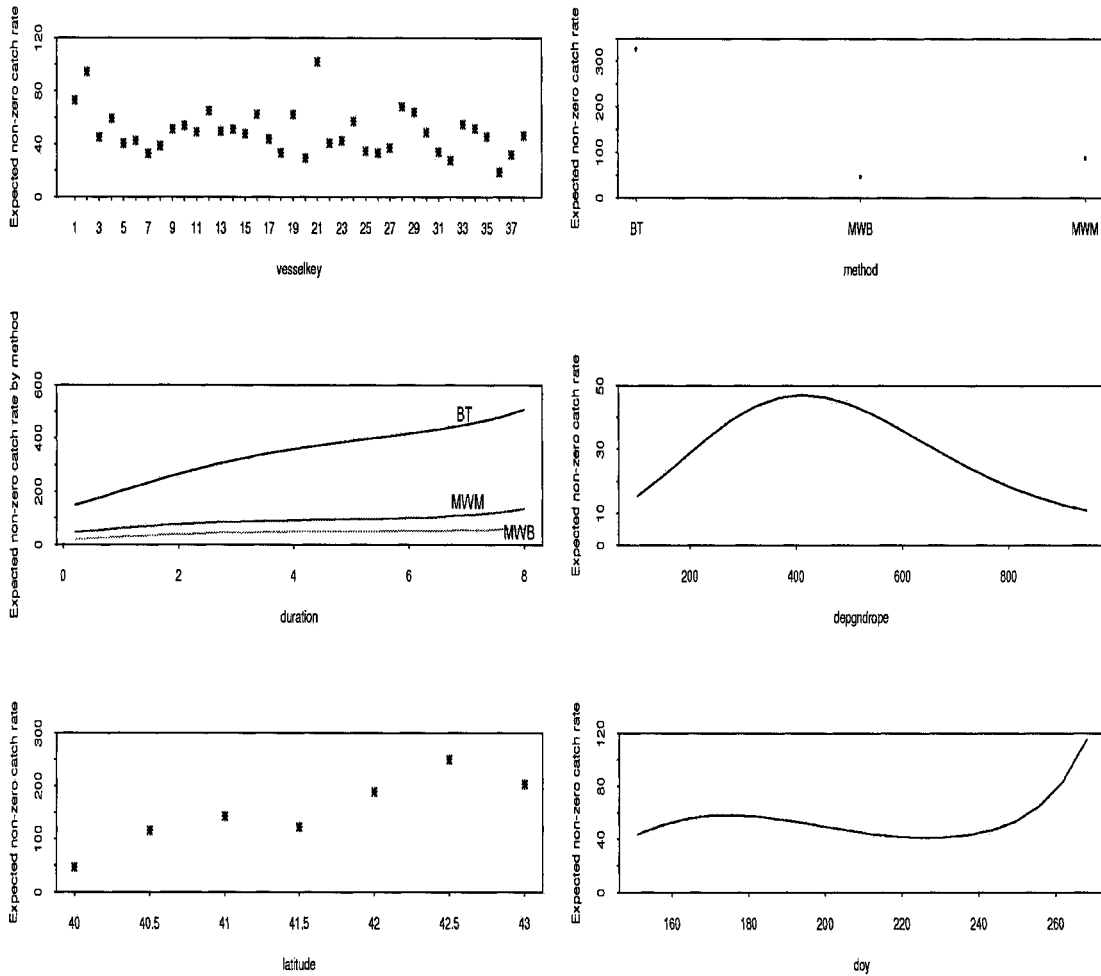 Expected non-zero catch rate
0 40 80 120
1 3 5 7 9 11 13 15 17 19 21 23 25 27 29 31 33 35 37
vesselkey
Expected non-zero catch rate
0 100 200 300
BT MWB MWM
method
Expected non-zero catch rate by method
0 200 400 600
BT
MWM
MWB
0 2 4 6 8
duration
Expected non-zero catch rate
0 10 30 50
200 400 600 800
depgndrope
Expected non-zero catch rate
0 100 200 300
40 40.5 41 41.5 42 42.5 43
latitude
Expected non-zero catch rate
0 40 80 120
160 180 200 220 240 260
doy